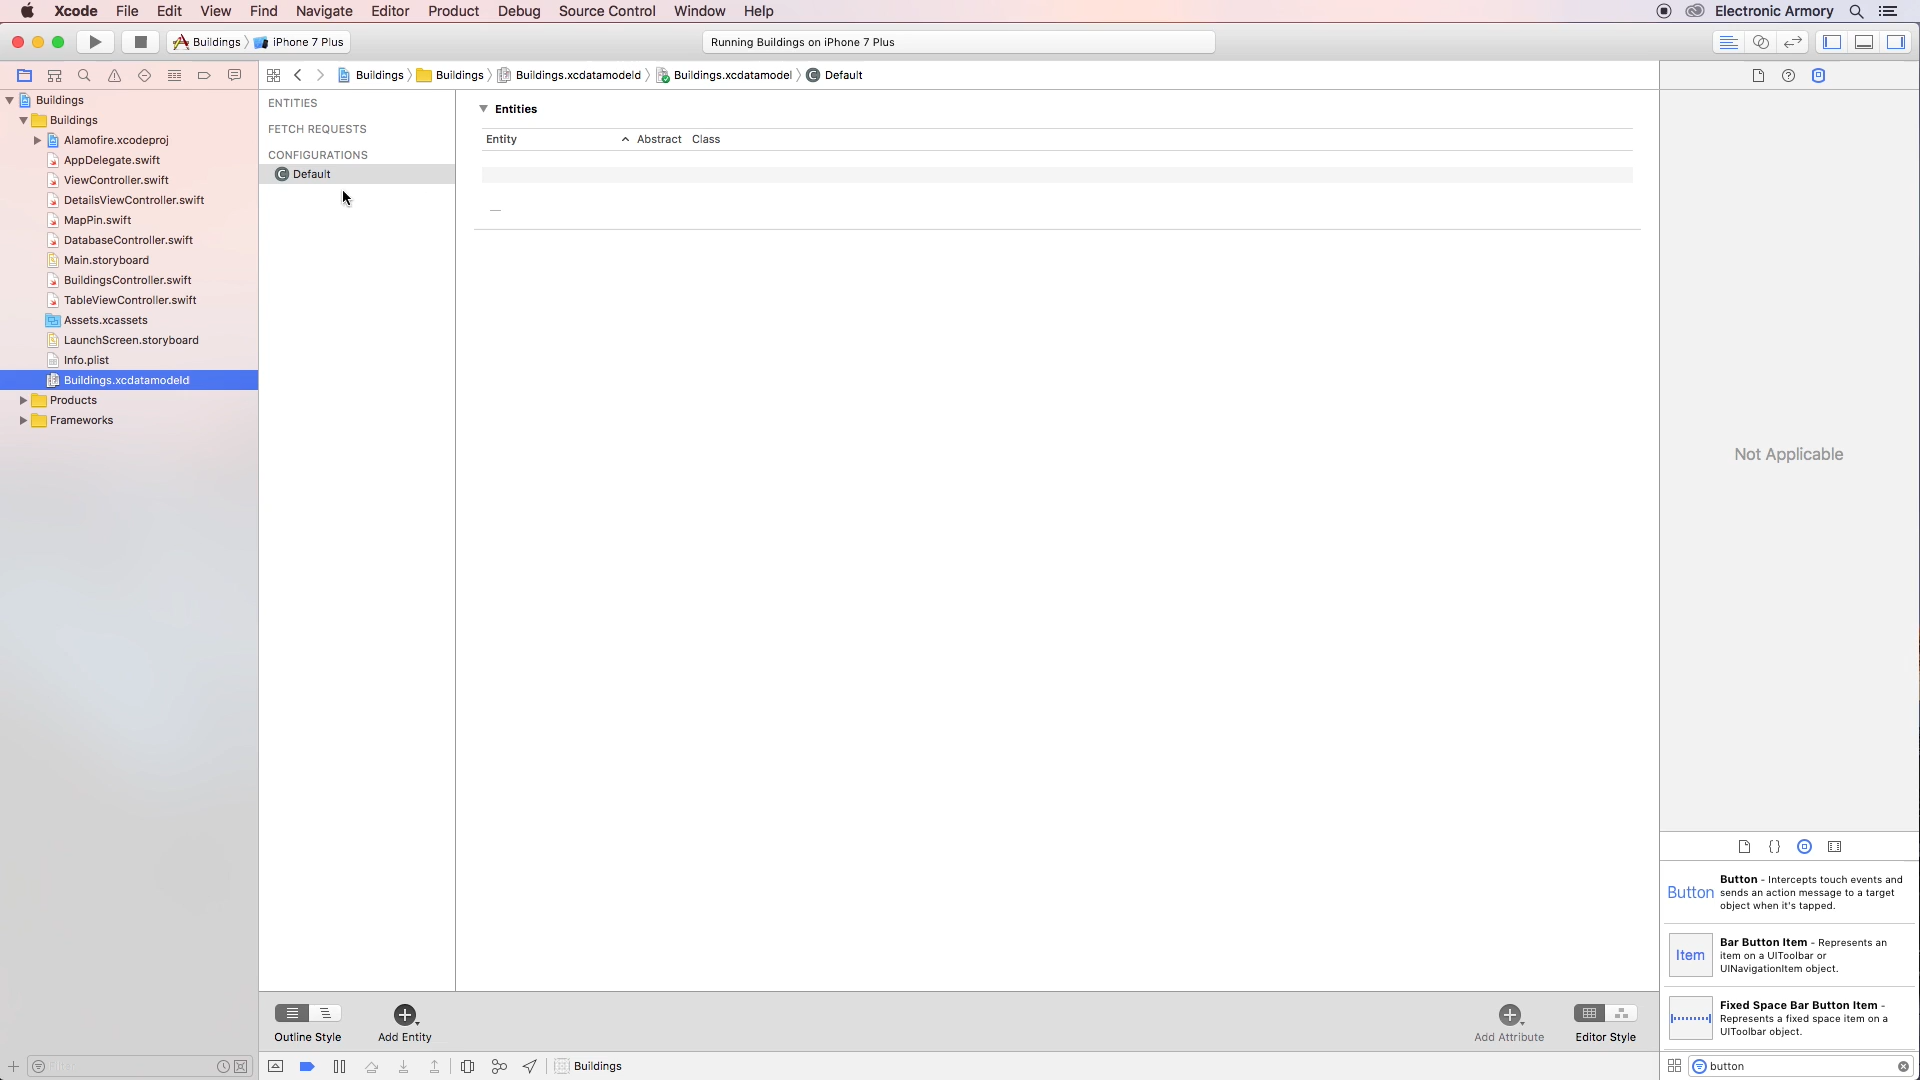 Xcode File Edit View Find Navigate Editor Product Debug Source Control Window Help Electronic Armory
Buildings iPhone 7 Plus Running Buildings on iPhone 7 Plus
Buildings Buildings Buildings.xcdatamodeld Buildings.xcdatamodel Default
Buildings
Buildings
Alamofire.xcodeproj
AppDelegate.swift
ViewController.swift
DetailsViewController.swift
MapPin.swift
DatabaseController.swift
Main.storyboard
BuildingsController.swift
TableViewController.swift
Assets.xcassets
LaunchScreen.storyboard
Info.plist
Buildings.xcdatamodeld
Products
Frameworks
ENTITIES
FETCH REQUESTS
CONFIGURATIONS
C Default
Entities
Entity Abstract Class
Not Applicable
Button Button - Intercepts touch events and
sends an action message to a target
object when it's tapped.
Item Bar Button Item - Represents an
item on a UIToolbar or
UINavigationItem object.
Fixed Space Bar Button Item -
Represents a fixed space item on a
UIToolbar object.
Outline Style Add Entity Add Attribute Editor Style
Buildings
button